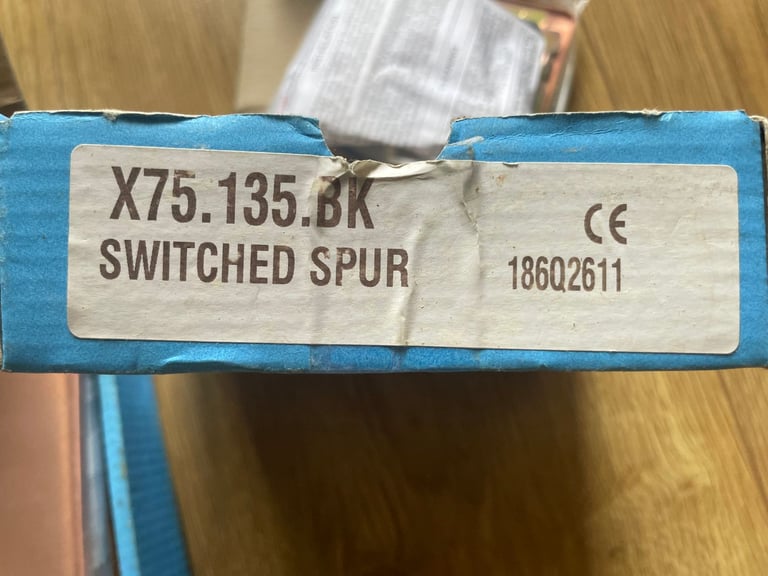 X75.135.BK
SWITCHED SPUR
CE
186Q2611